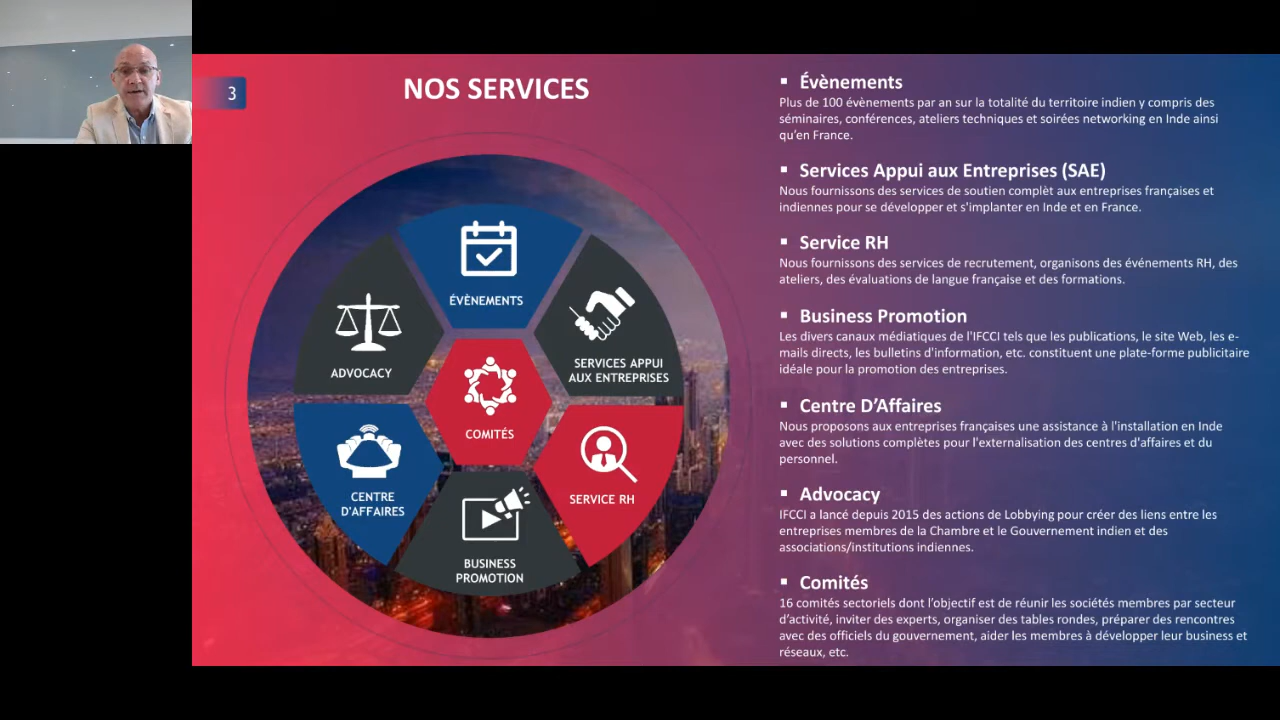 3
NOS SERVICES
ÉVÈNEMENTS
ADVOCACY
SERVICES APPUI
AUX ENTREPRISES
COMITÉS
CENTRE
D'AFFAIRES
SERVICE RH
BUSINESS
PROMOTION
▪ Évènements
Plus de 100 évènements par an sur la totalité du territoire indien y compris des
séminaires, conférences, ateliers techniques et soirées networking en Inde ainsi
qu'en France.
▪ Services Appui aux Entreprises (SAE)
Nous fournissons des services de soutien complèt aux entreprises françaises et
indiennes pour se développer et s'implanter en Inde et en France.
▪ Service RH
Nous fournissons des services de recrutement, organisons des événements RH, des
ateliers, des évaluations de langue française et des formations.
▪ Business Promotion
Les divers canaux médiatiques de l'IFCCI tels que les publications, le site Web, les e-
mails directs, les bulletins d'information, etc. constituent une plate-forme publicitaire
idéale pour la promotion des entreprises.
▪ Centre D’Affaires
Nous proposons aux entreprises françaises une assistance à l'installation en Inde
avec des solutions complètes pour l'externalisation des centres d'affaires et du
personnel.
▪ Advocacy
IFCCI a lancé depuis 2015 des actions de Lobbying pour créer des liens entre les
entreprises membres de la Chambre et le Gouvernement indien et des
associations/institutions indiennes.
▪ Comités
16 comités sectoriels dont l’objectif est de réunir les sociétés membres par secteur
d’activité, inviter des experts, organiser des tables rondes, préparer des rencontres
avec des officiels du gouvernement, aider les membres à développer leur business et
réseaux, etc.